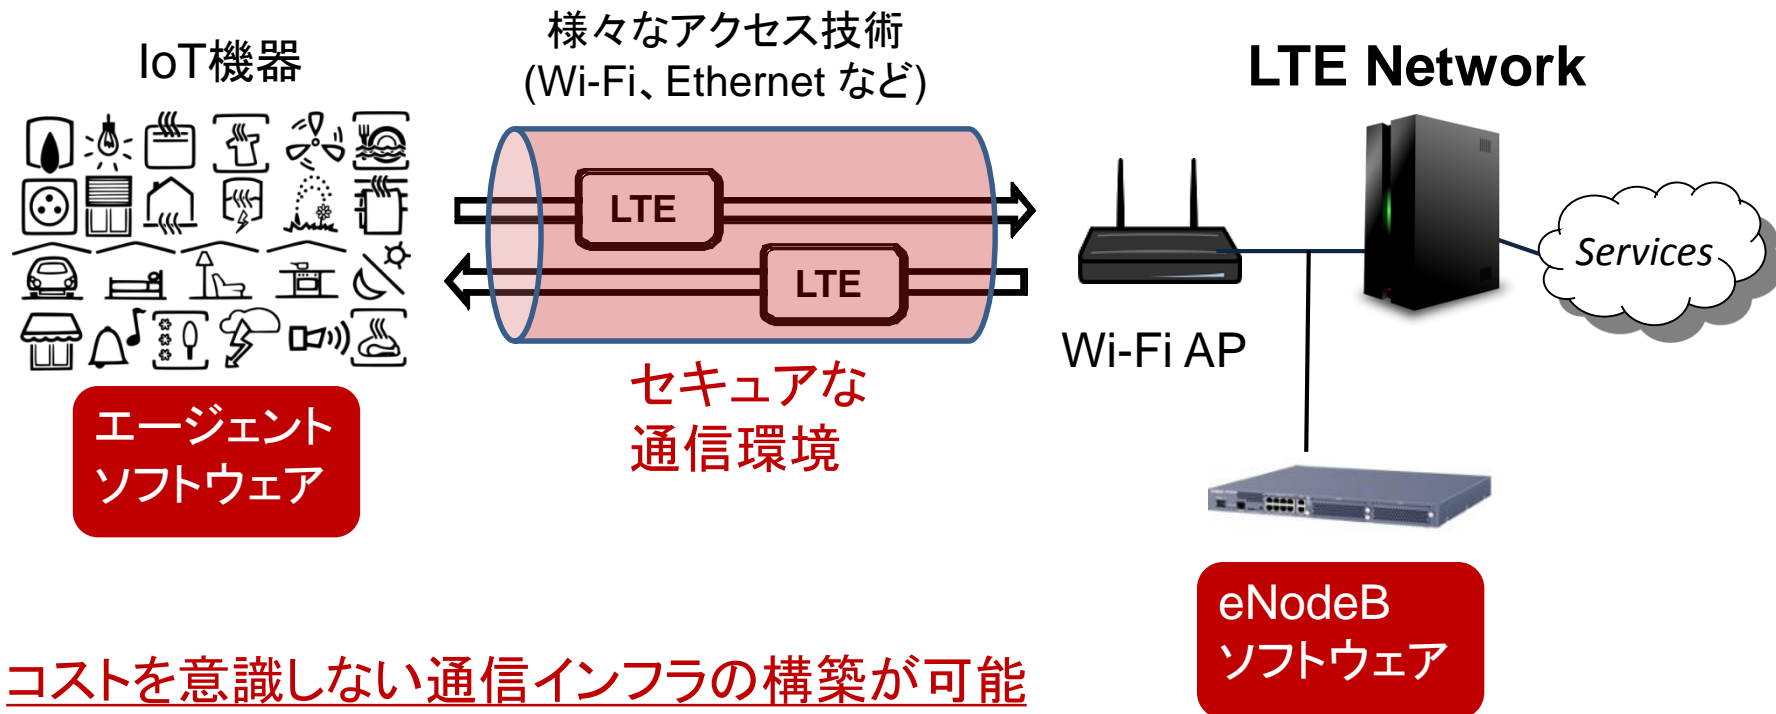 IoT機器
様々なアクセス技術
(Wi-Fi、Ethernet など)
LTE Network
LTE
LTE
Services
Wi-Fi AP
セキュアな
通信環境
エージェント
ソフトウェア
eNodeB
ソフトウェア
コストを意識しない通信インフラの構築が可能